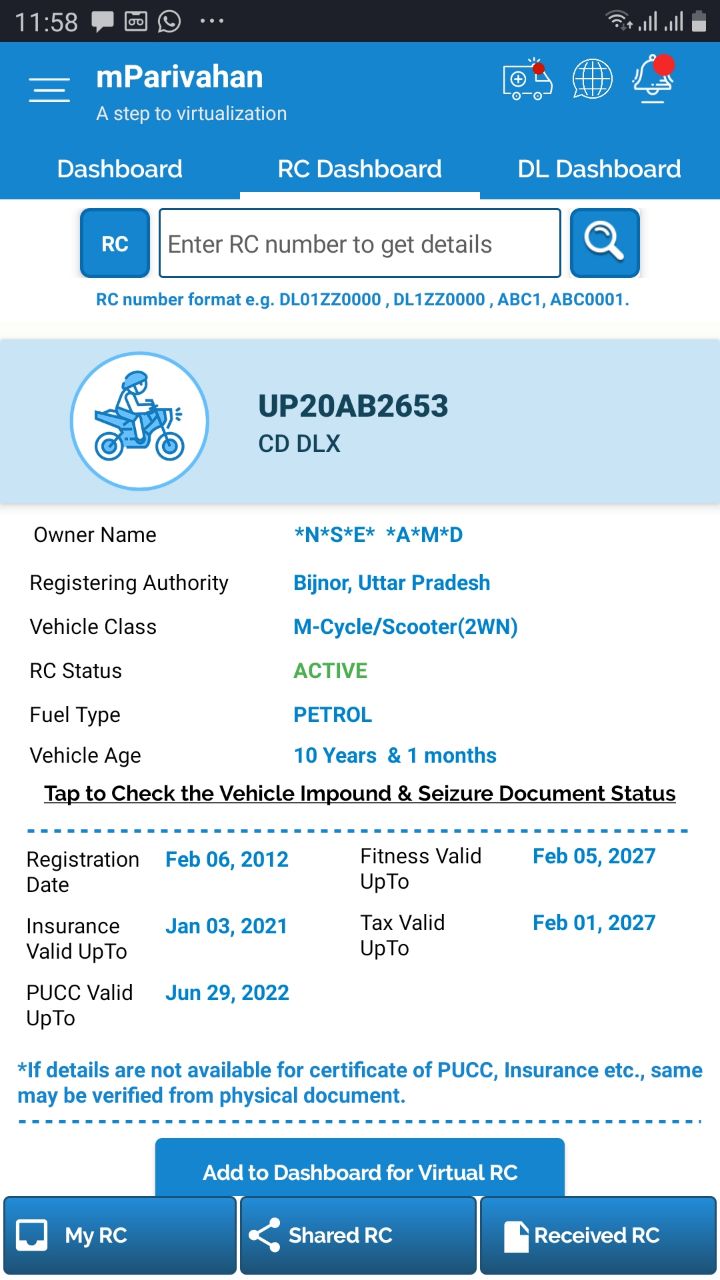 11:58
mParivahan
A step to virtualization
Dashboard RC Dashboard DL Dashboard
RC Enter RC number to get details
RC number format e.g. DL01ZZ0000 , DL1ZZ0000 , ABC1, ABC0001.
UP20AB2653
CD DLX
Owner Name *N*S*E* *A*M*D
Registering Authority Bijnor, Uttar Pradesh
Vehicle Class M-Cycle/Scooter(2WN)
RC Status ACTIVE
Fuel Type PETROL
Vehicle Age 10 Years & 1 months
Tap to Check the Vehicle Impound & Seizure Document Status
Registration Date Feb 06, 2012 Fitness Valid UpTo Feb 05, 2027
Insurance Valid UpTo Jan 03, 2021 Tax Valid UpTo Feb 01, 2027
PUCC Valid UpTo Jun 29, 2022
*If details are not available for certificate of PUCC, Insurance etc., same
may be verified from physical document.
Add to Dashboard for Virtual RC
My RC Shared RC Received RC